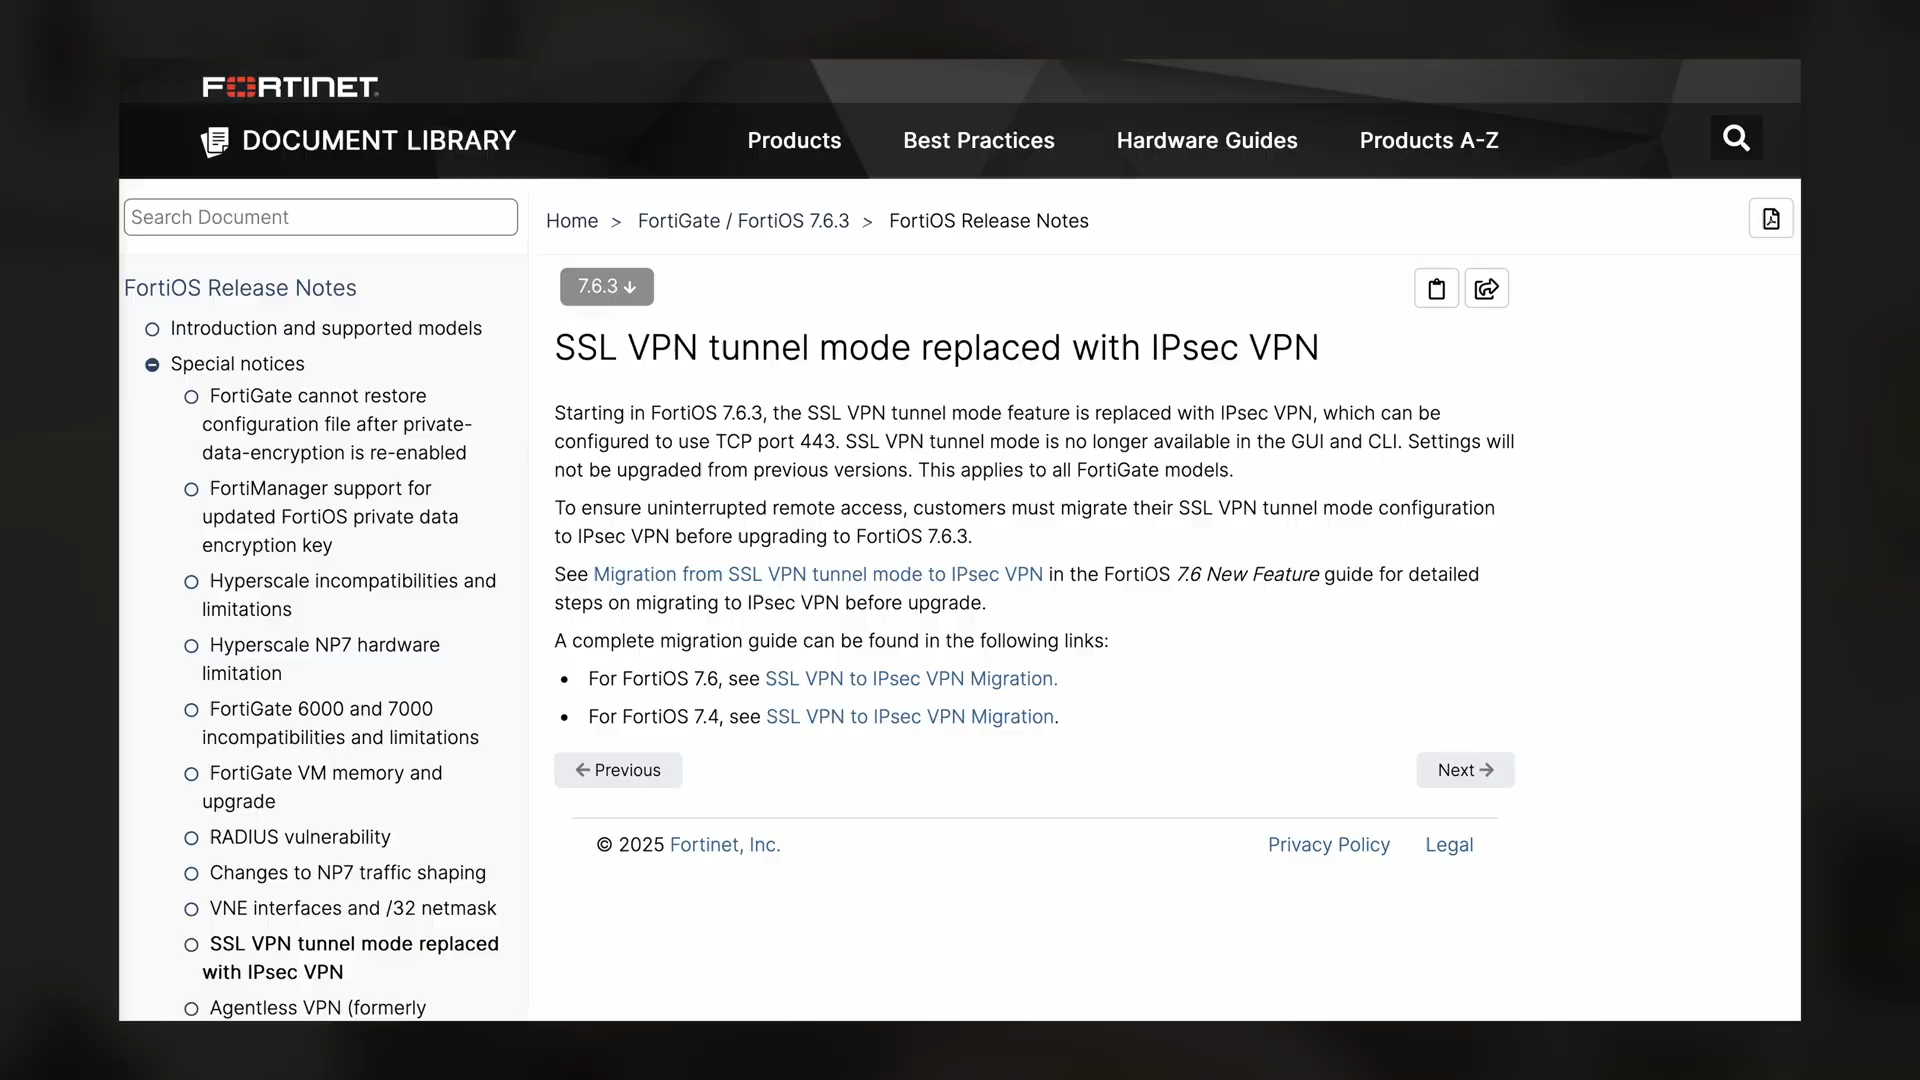 FORTINET
DOCUMENT LIBRARY
Products
Best Practices
Hardware Guides
Products A-Z
Search Document
Home > FortiGate / FortiOS 7.6.3 > FortiOS Release Notes
FortiOS Release Notes
Introduction and supported models
Special notices
FortiGate cannot restore
configuration file after private-
data-encryption is re-enabled
FortiManager support for
updated FortiOS private data
encryption key
Hyperscale incompatibilities and
limitations
Hyperscale NP7 hardware
limitation
FortiGate 6000 and 7000
incompatibilities and limitations
FortiGate VM memory and
upgrade
RADIUS vulnerability
Changes to NP7 traffic shaping
VNE interfaces and /32 netmask
SSL VPN tunnel mode replaced
with IPsec VPN
Agentless VPN (formerly
7.6.3
SSL VPN tunnel mode replaced with IPsec VPN
Starting in FortiOS 7.6.3, the SSL VPN tunnel mode feature is replaced with IPsec VPN, which can be
configured to use TCP port 443. SSL VPN tunnel mode is no longer available in the GUI and CLI. Settings will
not be upgraded from previous versions. This applies to all FortiGate models.
To ensure uninterrupted remote access, customers must migrate their SSL VPN tunnel mode configuration
to IPsec VPN before upgrading to FortiOS 7.6.3.
See Migration from SSL VPN tunnel mode to IPsec VPN in the FortiOS 7.6 New Feature guide for detailed
steps on migrating to IPsec VPN before upgrade.
A complete migration guide can be found in the following links:
• For FortiOS 7.6, see SSL VPN to IPsec VPN Migration.
• For FortiOS 7.4, see SSL VPN to IPsec VPN Migration.
Previous
Next
© 2025 Fortinet, Inc.
Privacy Policy
Legal